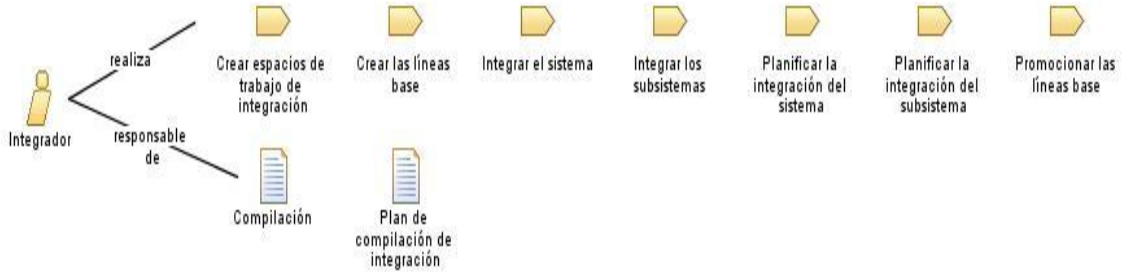 realiza
Crear espacios de
trabajo de
integración
Crear las líneas
base
Integrar el sistema
Integrar los
subsistemas
Planificar la
integración del
sistema
Planificar la
integración del
subsistema
Promocionar las
líneas base
Integrador
responsable
de
Compilación
Plan de
compilación de
integración